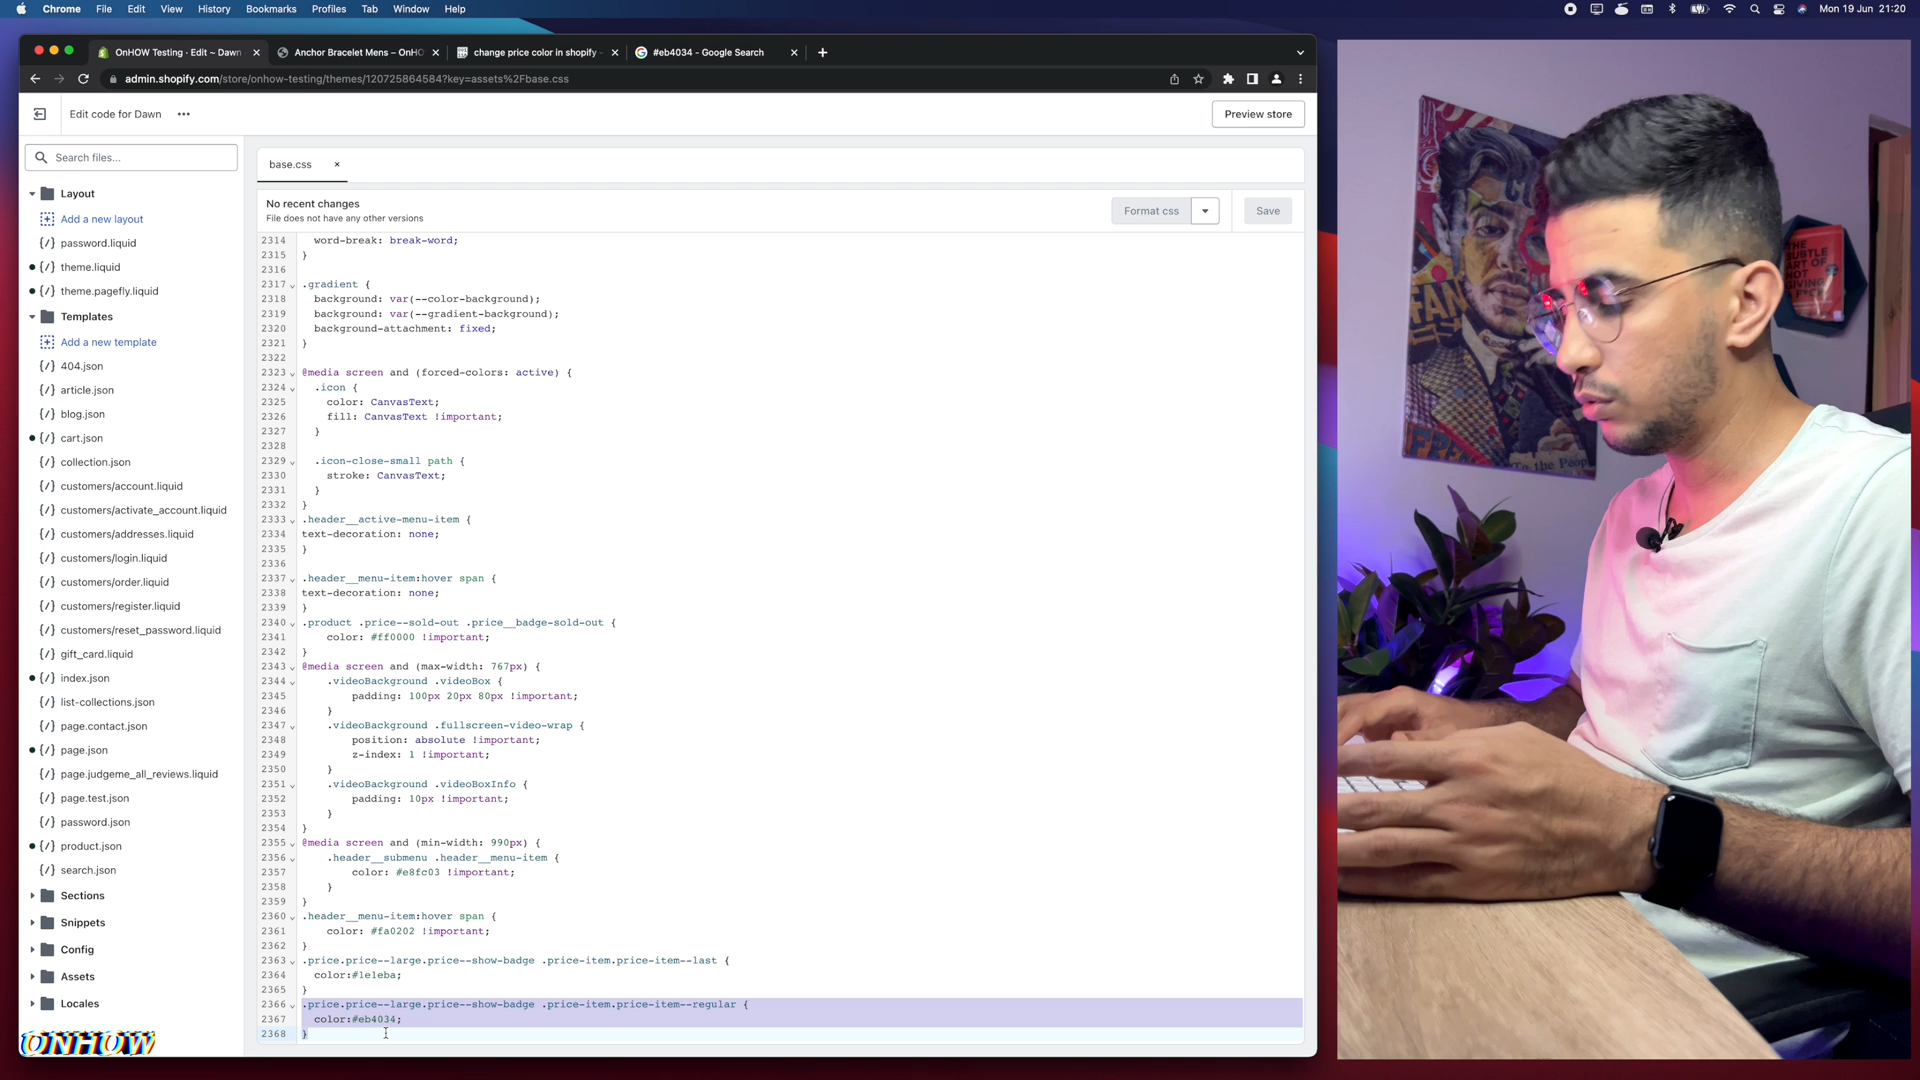 Chrome File Edit View History Bookmarks Profiles Tab Window Help
Mon 19 Jun 21:20
OnHOW Testing · Edit ~ Dawn
Anchor Bracelet Mens – OnHO
change price color in shopify
#eb4034 - Google Search
admin.shopify.com/store/onhow-testing/themes/120725864584?key=assets%2Fbase.css
Edit code for Dawn
Preview store
Search files...
Layout
Add a new layout
{/} password.liquid
{/} theme.liquid
{/} theme.pagefly.liquid
Templates
Add a new template
{/} 404.json
{/} article.json
{/} blog.json
{/} cart.json
{/} collection.json
{/} customers/account.liquid
{/} customers/activate_account.liquid
{/} customers/addresses.liquid
{/} customers/login.liquid
{/} customers/order.liquid
{/} customers/register.liquid
{/} customers/reset_password.liquid
{/} gift_card.liquid
{/} index.json
{/} list-collections.json
{/} page.contact.json
{/} page.json
{/} page.judgeme_all_reviews.liquid
{/} page.test.json
{/} password.json
{/} product.json
{/} search.json
Sections
Snippets
Config
Assets
Locales
ONHOW
base.css
No recent changes
File does not have any other versions
Format css
Save
2314 word-break: break-word;
2315 }
2316
2317 .gradient {
2318 background: var(--color-background);
2319 background: var(--gradient-background);
2320 background-attachment: fixed;
2321 }
2322
2323 @media screen and (forced-colors: active) {
2324 .icon {
2325 color: CanvasText;
2326 fill: CanvasText !important;
2327 }
2328
2329 .icon-close-small path {
2330 stroke: CanvasText;
2331 }
2332 }
2333 .header__active-menu-item {
2334 text-decoration: none;
2335 }
2336
2337 .header__menu-item:hover span {
2338 text-decoration: none;
2339 }
2340 .product .price--sold-out .price__badge-sold-out {
2341 color: #ff0000 !important;
2342 }
2343 @media screen and (max-width: 767px) {
2344 .videoBackground .videoBox {
2345 padding: 100px 20px 80px !important;
2346 }
2347 .videoBackground .fullscreen-video-wrap {
2348 position: absolute !important;
2349 z-index: 1 !important;
2350 }
2351 .videoBackground .videoBoxInfo {
2352 padding: 10px !important;
2353 }
2354 }
2355 @media screen and (min-width: 990px) {
2356 .header__submenu .header__menu-item {
2357 color: #e8fc03 !important;
2358 }
2359 }
2360 .header__menu-item:hover span {
2361 color: #fa0202 !important;
2362 }
2363 .price.price--large.price--show-badge .price-item.price-item--last {
2364 color:#1e1eba;
2365 }
2366 .price.price--large.price--show-badge .price-item.price-item--regular {
2367 color:#eb4034;
2368 }
THE
SUBTLE
ART OF
NOT
GIVING
A F*CK